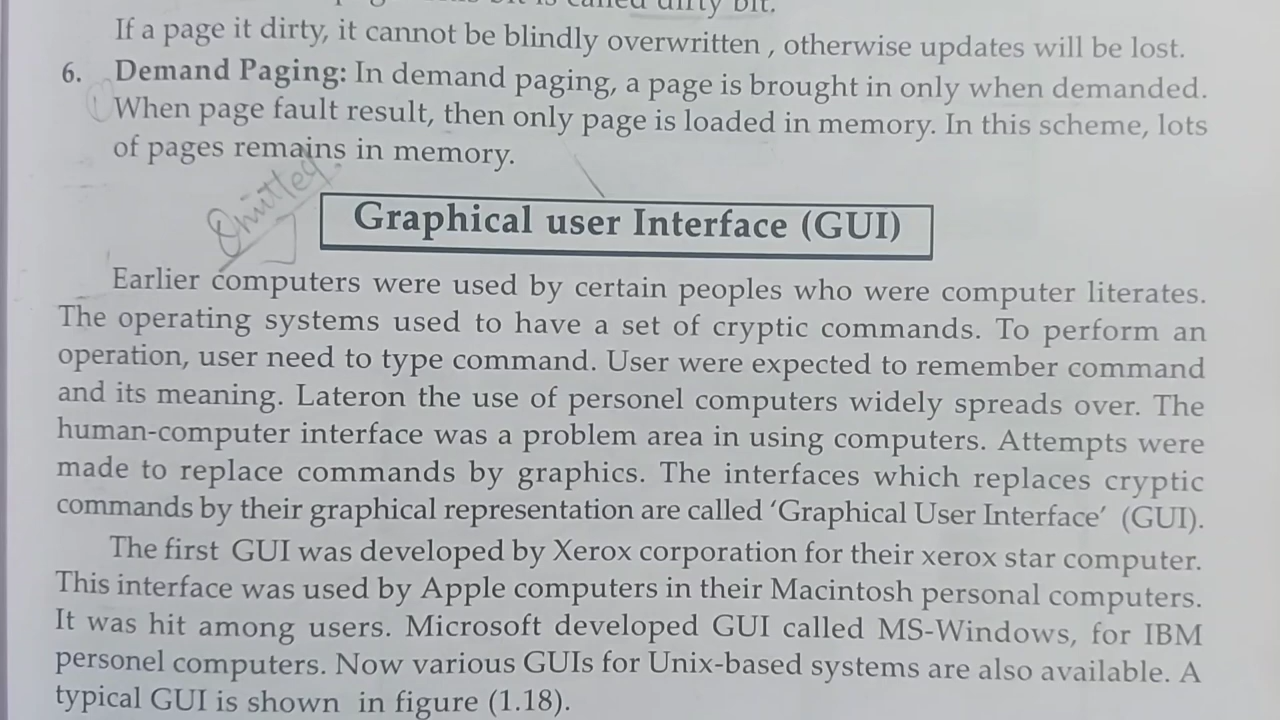 dirty bit.
If a page it dirty, it cannot be blindly overwritten , otherwise updates will be lost.
6. Demand Paging: In demand paging, a page is brought in only when demanded.
When page fault result, then only page is loaded in memory. In this scheme, lots
of pages remains in memory.
Omitted
Graphical user Interface (GUI)
Earlier computers were used by certain peoples who were computer literates.
The operating systems used to have a set of cryptic commands. To perform an
operation, user need to type command. User were expected to remember command
and its meaning. Lateron the use of personel computers widely spreads over. The
human-computer interface was a problem area in using computers. Attempts were
made to replace commands by graphics. The interfaces which replaces cryptic
commands by their graphical representation are called ‘Graphical User Interface’ (GUI).
The first GUI was developed by Xerox corporation for their xerox star computer.
This interface was used by Apple computers in their Macintosh personal computers.
It was hit among users. Microsoft developed GUI called MS-Windows, for IBM
personel computers. Now various GUIs for Unix-based systems are also available. A
typical GUI is shown in figure (1.18).